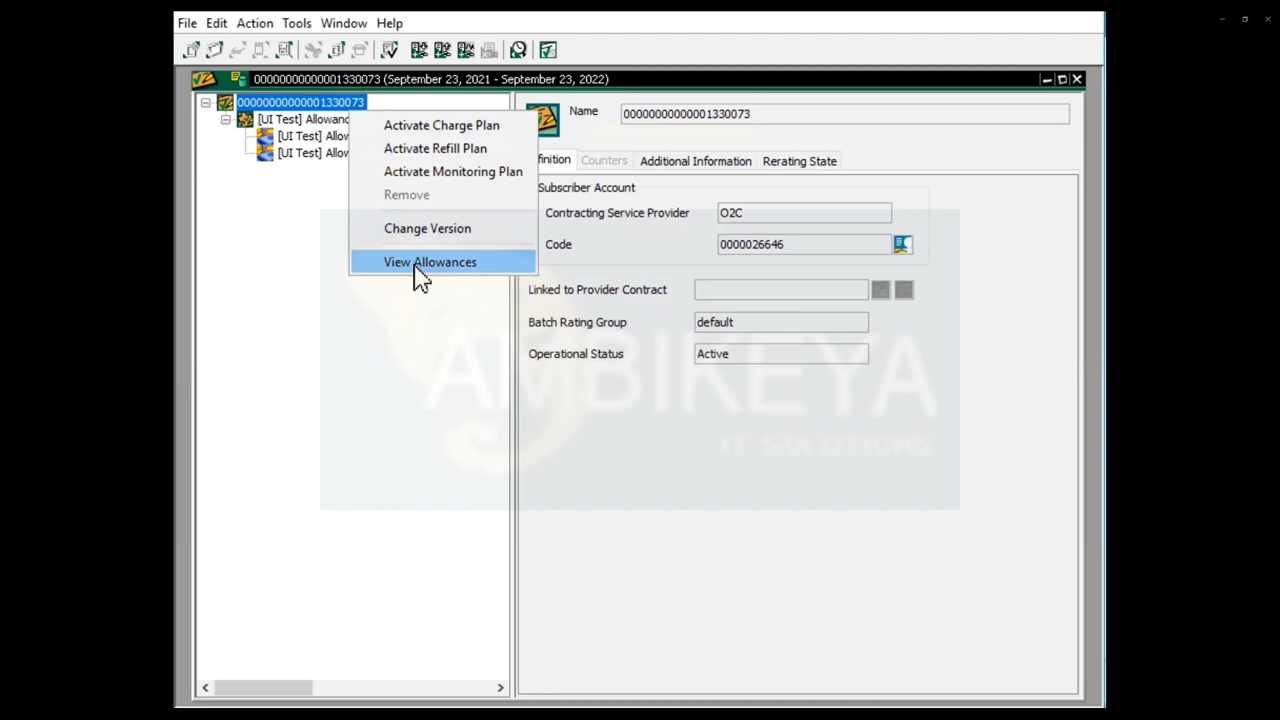 File Edit Action Tools Window Help
00000000000001330073 (September 23, 2021 - September 23, 2022)
00000000000001330073
[UI Test] Allowanc
[UI Test] Allow
[UI Test] Allow
Activate Charge Plan
Activate Refill Plan
Activate Monitoring Plan
Remove
Change Version
View Allowances
Name 00000000000001330073
finition Counters Additional Information Rerating State
Subscriber Account
Contracting Service Provider O2C
Code 0000026646
Linked to Provider Contract
Batch Rating Group default
Operational Status Active
AMBIKEYA
IT SOLUTIONS